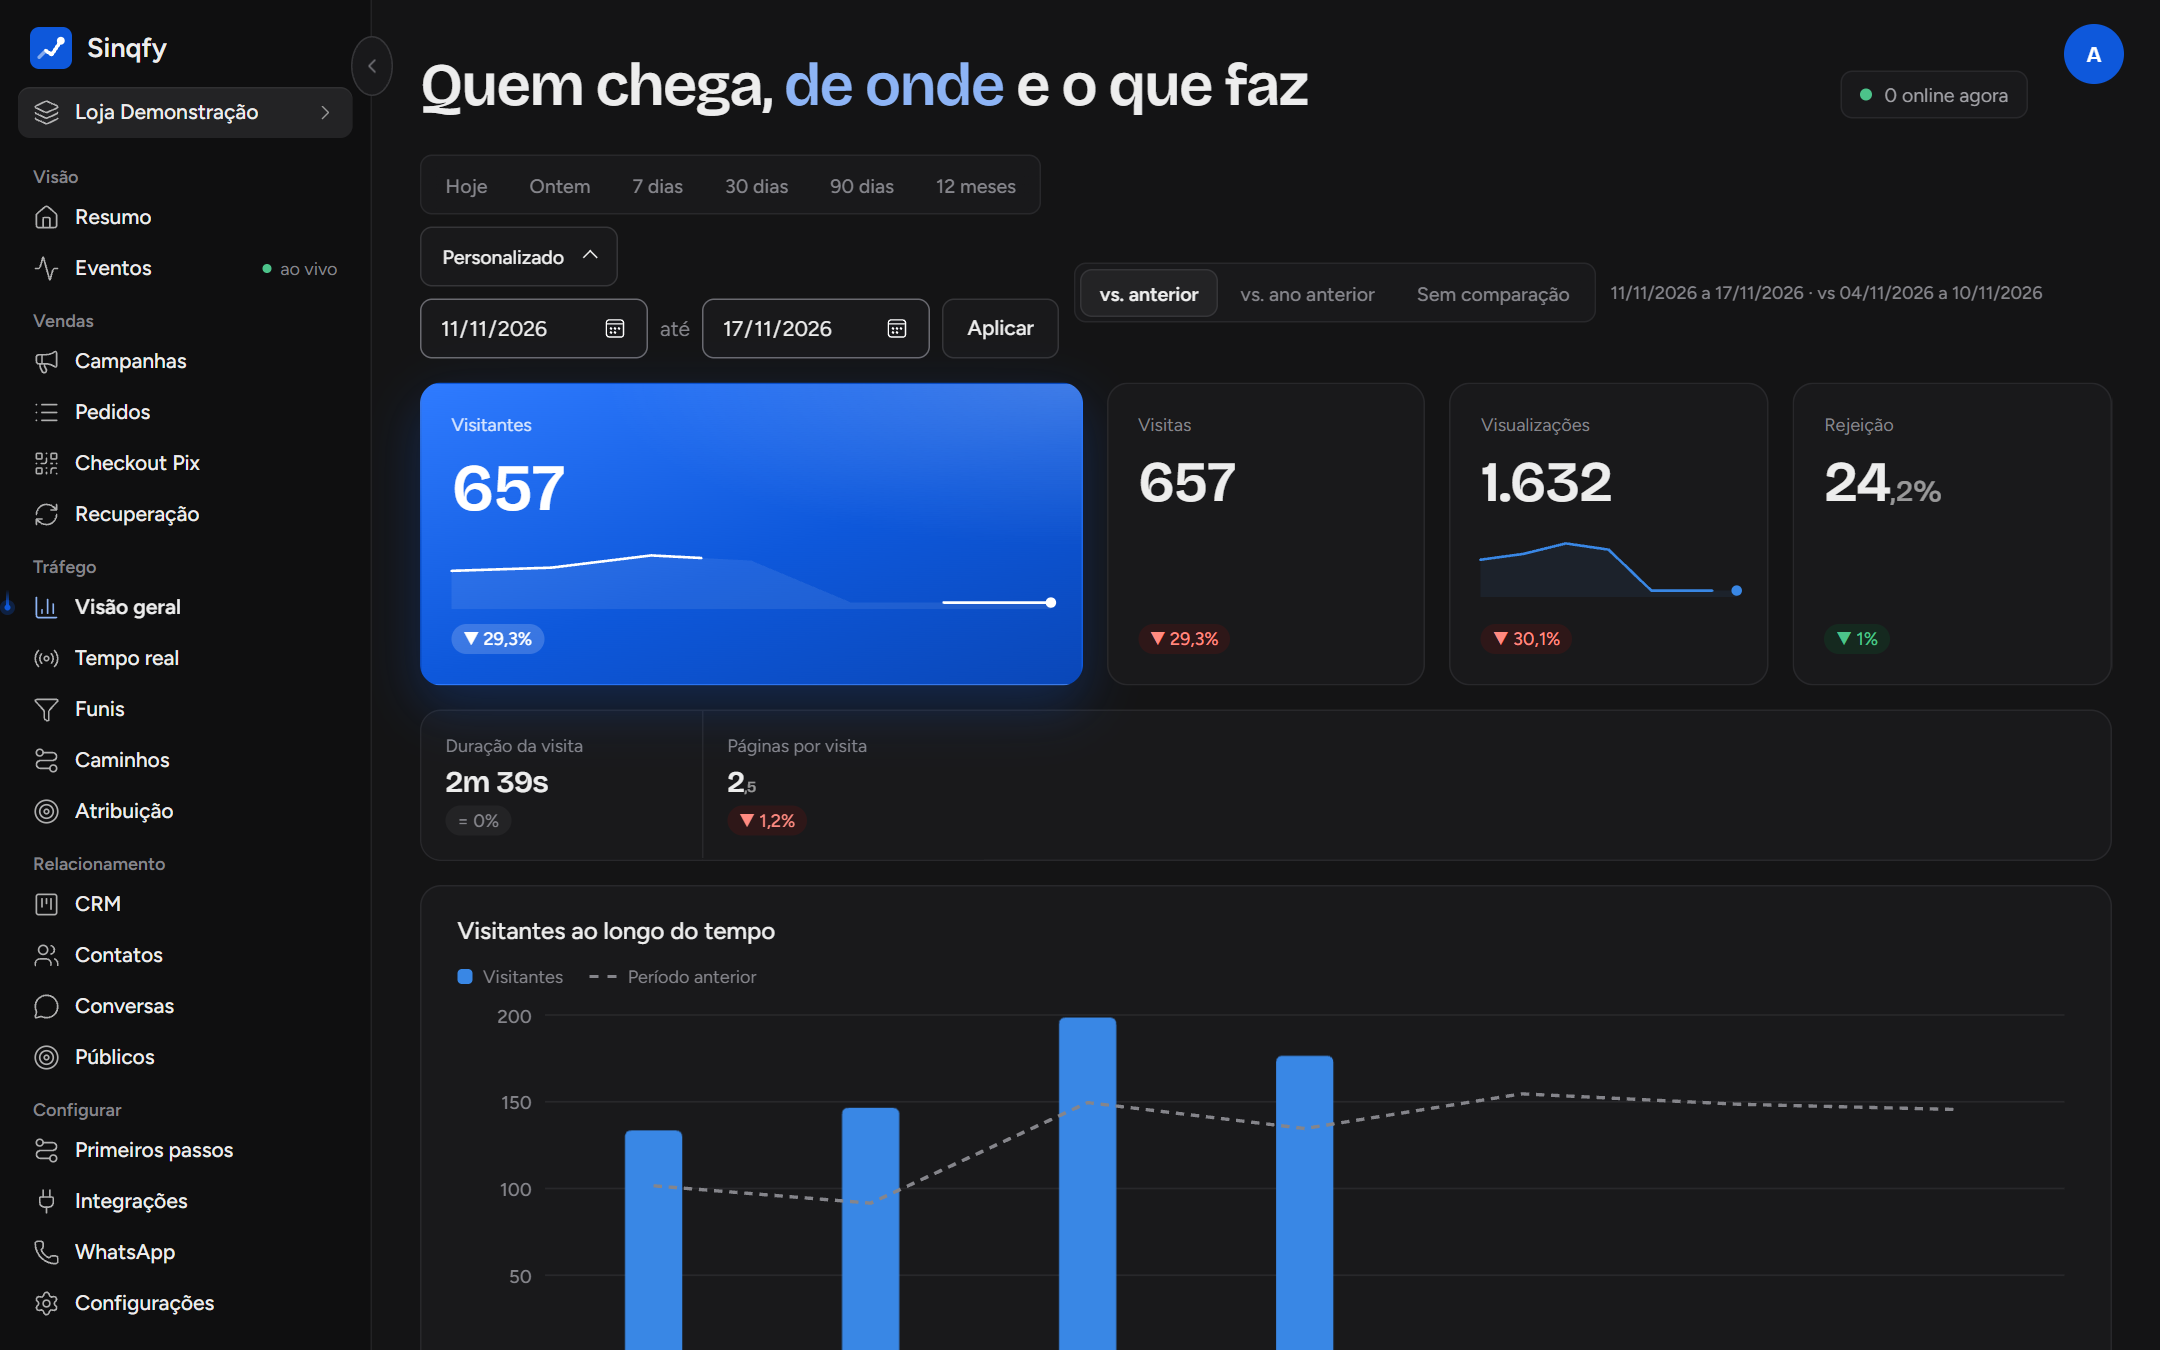 Sinqfy
Loja Demonstração
Visão
Resumo
Eventos
ao vivo
Vendas
Campanhas
Pedidos
Checkout Pix
Recuperação
Tráfego
Visão geral
Tempo real
Funis
Caminhos
Atribuição
Relacionamento
CRM
Contatos
Conversas
Públicos
Configurar
Primeiros passos
Integrações
WhatsApp
Configurações
Quem chega, de onde e o que faz
0 online agora
A
Hoje Ontem 7 dias 30 dias 90 dias 12 meses
Personalizado
11/11/2026 até 17/11/2026 Aplicar
vs. anterior vs. ano anterior Sem comparação
11/11/2026 a 17/11/2026 · vs 04/11/2026 a 10/11/2026
Visitantes
657
▼ 29,3%
Visitas
657
▼ 29,3%
Visualizações
1.632
▼ 30,1%
Rejeição
24,2%
▼ 1%
Duração da visita
2m 39s
= 0%
Páginas por visita
2,5
▼ 1,2%
Visitantes ao longo do tempo
Visitantes Período anterior
200
150
100
50